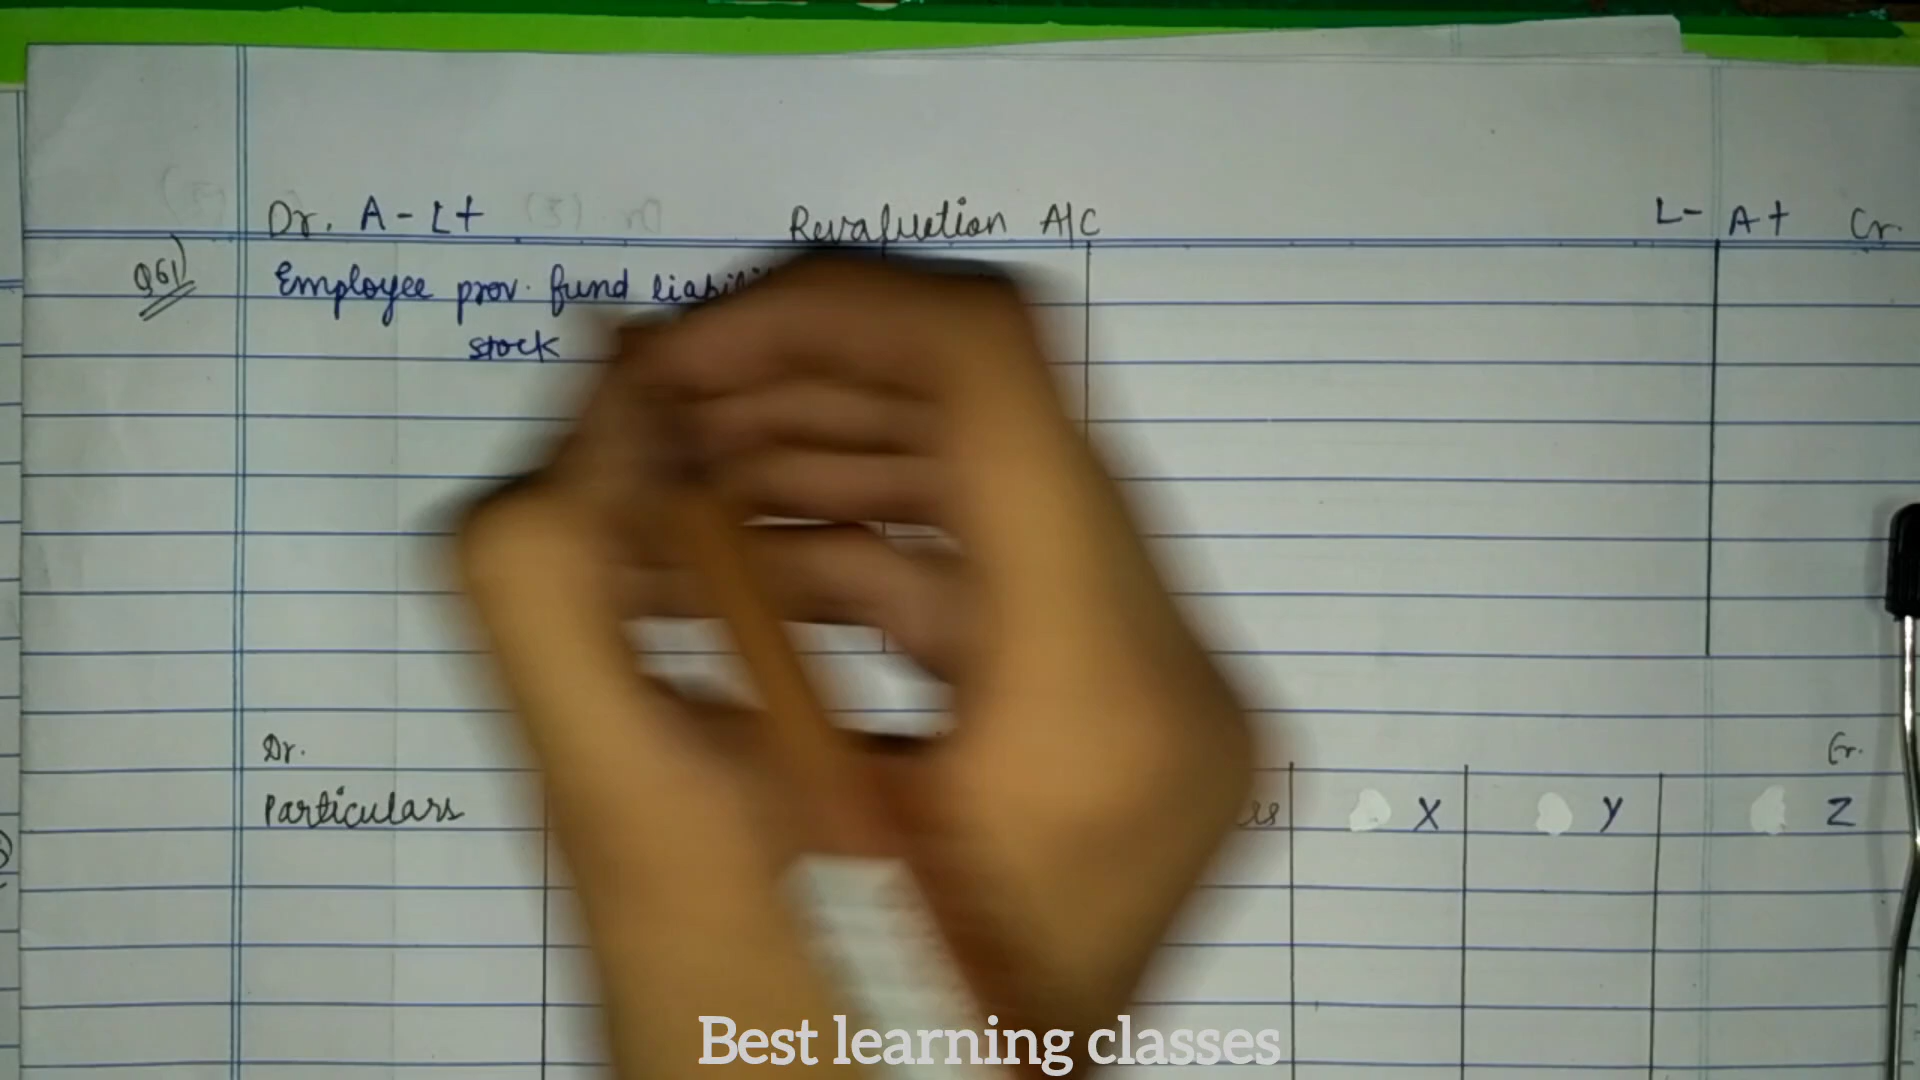 Dr. A - L+ Revaluation A/C L- A+ Cr.
Q61) Employee prov. fund
stock
Dr. Cr.
Particulars X Y Z
Best learning classes